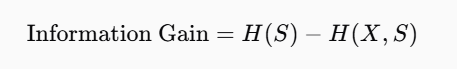 Information Gain = H(S) – H(X, S)